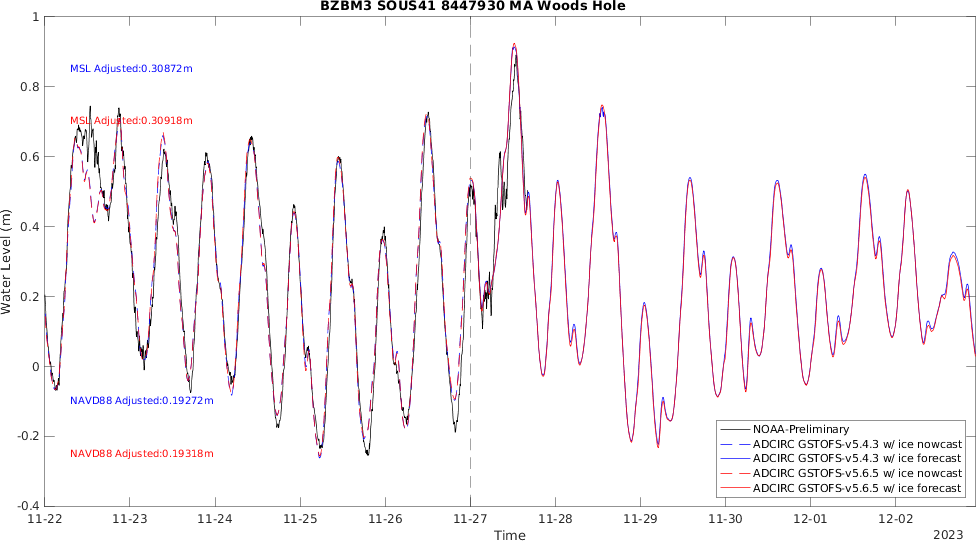 BZBM3 SOUS41 8447930 MA Woods Hole
1
0.8
0.6
0.4
0.2
0
-0.2
-0.4
Water Level (m)
MSL Adjusted:0.30872m
MSL Adjusted:0.30918m
NAVD88 Adjusted:0.19272m
NAVD88 Adjusted:0.19318m
NOAA-Preliminary
ADCIRC GSTOFS-v5.4.3 w/ ice nowcast
ADCIRC GSTOFS-v5.4.3 w/ ice forecast
ADCIRC GSTOFS-v5.6.5 w/ ice nowcast
ADCIRC GSTOFS-v5.6.5 w/ ice forecast
11-22 11-23 11-24 11-25 11-26 11-27 11-28 11-29 11-30 12-01 12-02
Time
2023